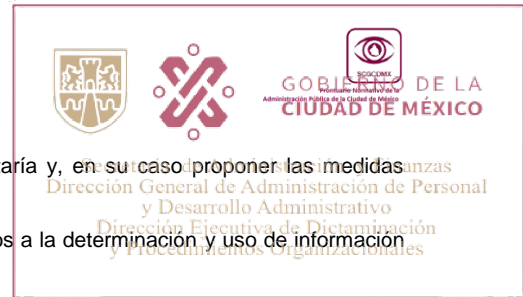 SCGCDMX
Prontuario Normativo de la
Administración Pública de la Ciudad de México
GOBIERNO DE LA
CIUDAD DE MÉXICO
taría y, en su caso proponer las medidas
Secretaría de Administración y Finanzas
Dirección General de Administración de Personal
y Desarrollo Administrativo
Dirección Ejecutiva de Dictaminación
os a la determinación y uso de información
y Procedimientos Organizacionales